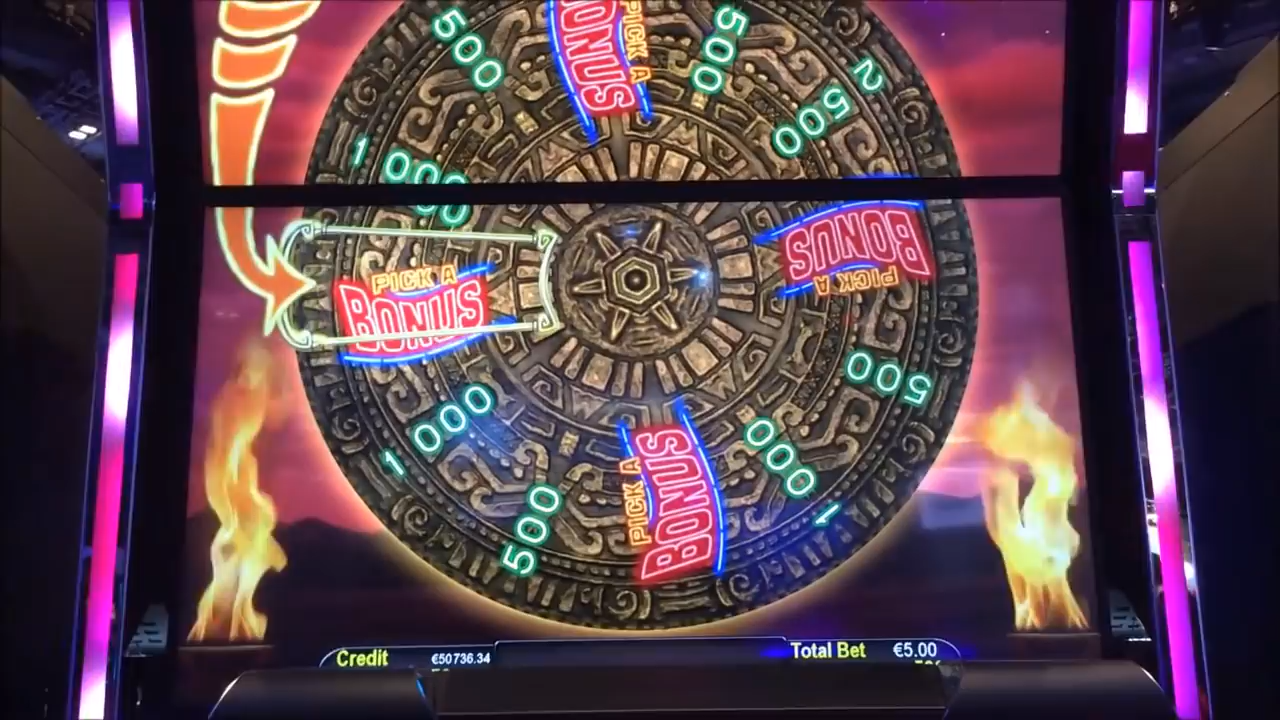 500
PICK A
BONUS
500
2 500
1 000
PICK A
BONUS
PICK A
BONUS
500
1 000
1 000
500
PICK A
BONUS
Credit €50736.34
Total Bet €5.00